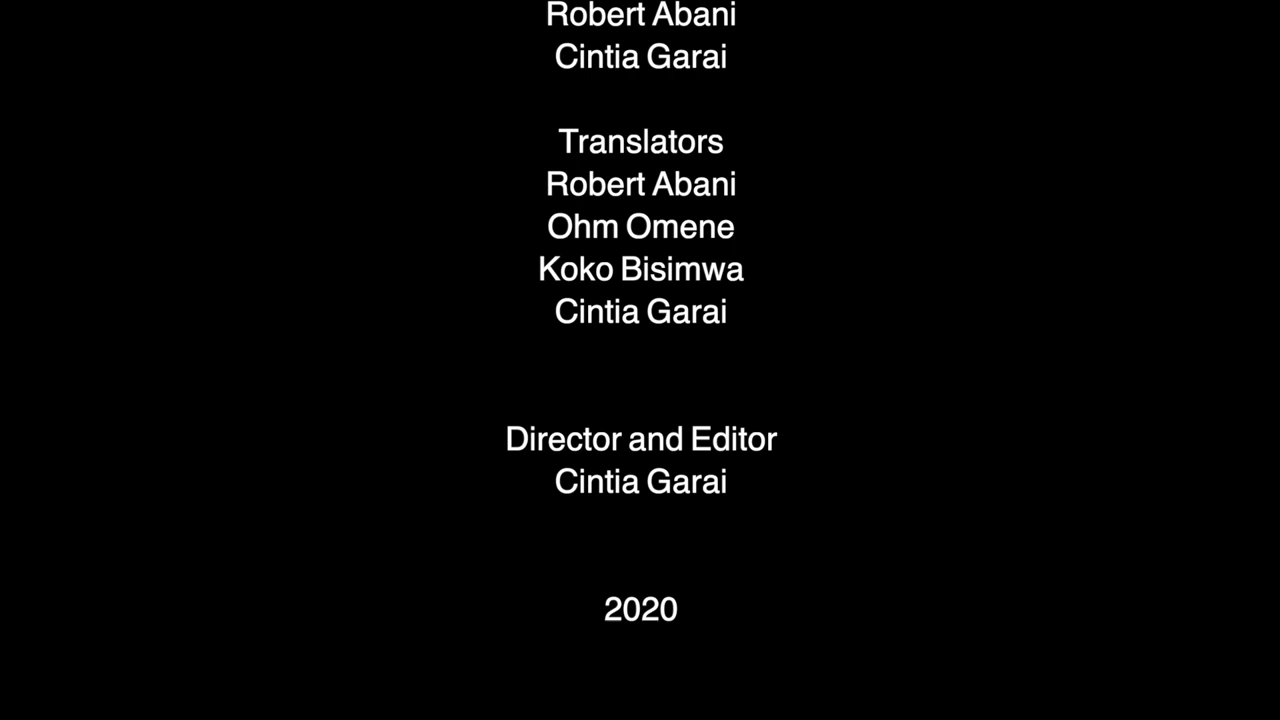 Robert Abani
Cintia Garai
Translators
Robert Abani
Ohm Omene
Koko Bisimwa
Cintia Garai
Director and Editor
Cintia Garai
2020